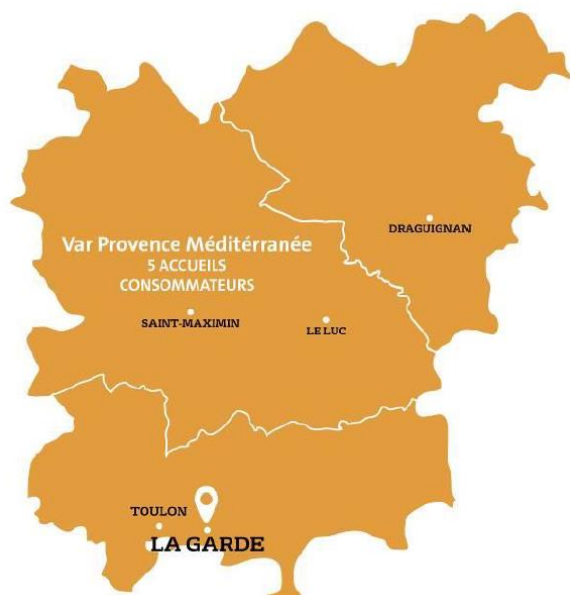 DRAGUIGNAN
Var Provence Méditérranée
5 ACCUEILS
CONSOMMATEURS
SAINT-MAXIMIN
LE LUC
TOULON
LA GARDE